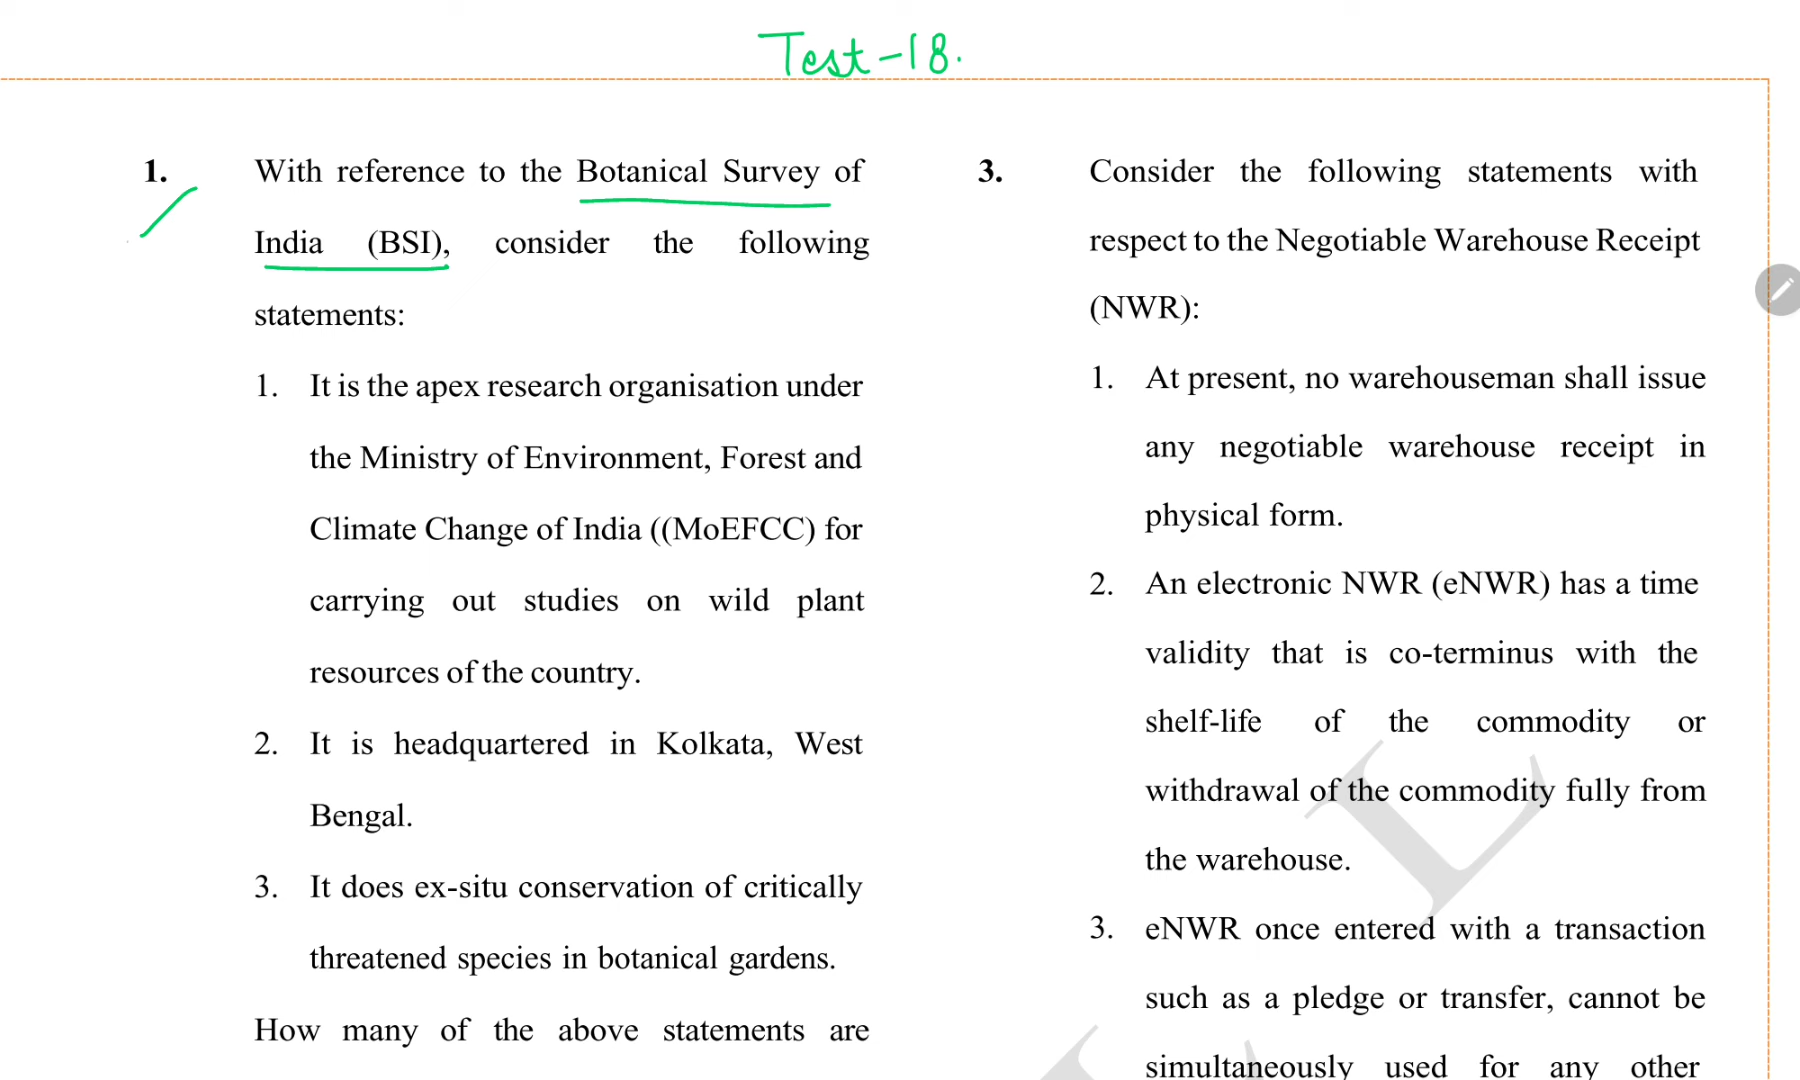 Test-18.
1. With reference to the Botanical Survey of
India (BSI), consider the following
statements:
1. It is the apex research organisation under
the Ministry of Environment, Forest and
Climate Change of India ((MoEFCC) for
carrying out studies on wild plant
resources of the country.
2. It is headquartered in Kolkata, West
Bengal.
3. It does ex-situ conservation of critically
threatened species in botanical gardens.
How many of the above statements are
3. Consider the following statements with
respect to the Negotiable Warehouse Receipt
(NWR):
1. At present, no warehouseman shall issue
any negotiable warehouse receipt in
physical form.
2. An electronic NWR (eNWR) has a time
validity that is co-terminus with the
shelf-life of the commodity or
withdrawal of the commodity fully from
the warehouse.
3. eNWR once entered with a transaction
such as a pledge or transfer, cannot be
simultaneously used for any other